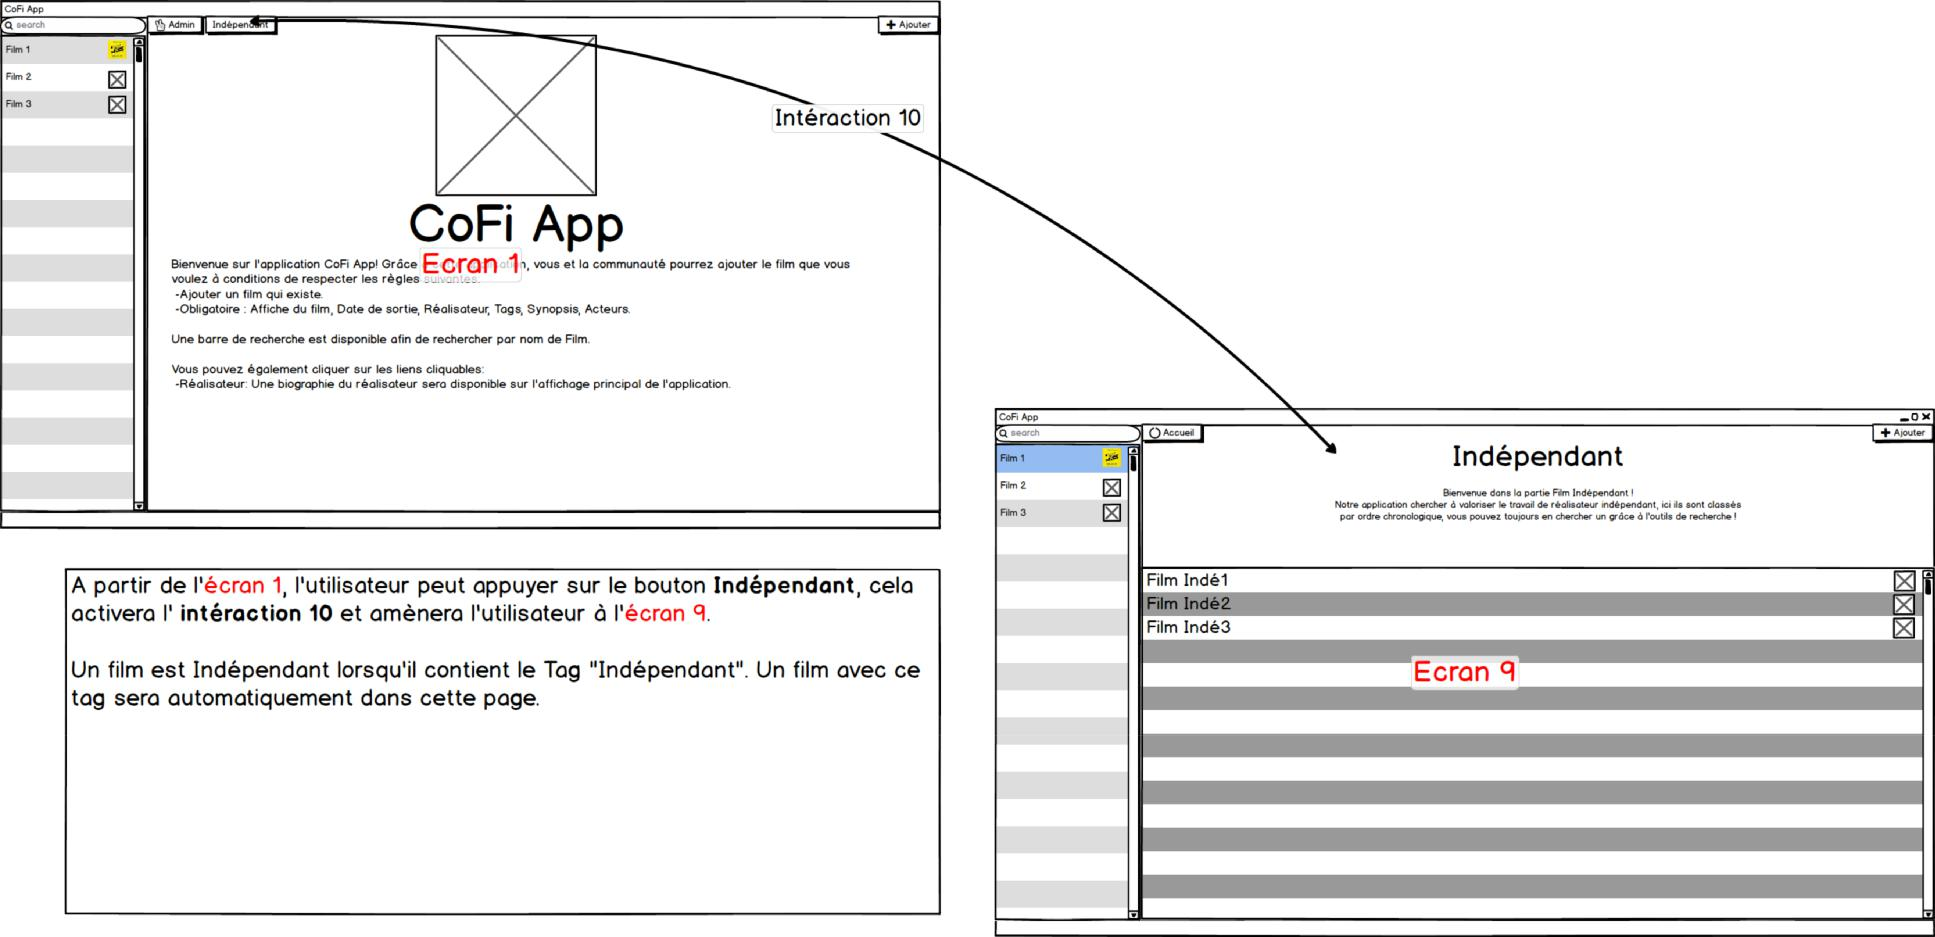 CoFi App
search
Admin
Indépendant
Ajouter
Film 1
Film 2
Film 3
Intéraction 10
CoFi App
Ecran 1
Bienvenue sur l'application CoFi App! Grâce , vous et la communauté pourrez ajouter le film que vous
voulez à conditions de respecter les règles suivantes.
-Ajouter un film qui existe.
-Obligatoire : Affiche du film, Date de sortie, Réalisateur, Tags, Synopsis, Acteurs.
Une barre de recherche est disponible afin de rechercher par nom de Film.
Vous pouvez également cliquer sur les liens cliquables:
-Réalisateur: Une biographie du réalisateur sera disponible sur l'affichage principal de l'application.
A partir de l'écran 1, l'utilisateur peut appuyer sur le bouton Indépendant, cela
activera l' intéraction 10 et amènera l'utilisateur à l'écran 9.
Un film est Indépendant lorsqu'il contient le Tag "Indépendant". Un film avec ce
tag sera automatiquement dans cette page.
CoFi App
search
Accueil
Ajouter
Film 1
Film 2
Film 3
Indépendant
Bienvenue dans la partie Film Indépendant !
Notre application chercher à valoriser le travail de réalisateur indépendant, ici ils sont classés
par ordre chronologique, vous pouvez toujours en chercher un grâce à l'outils de recherche !
Film Indé1
Film Indé2
Film Indé3
Ecran 9